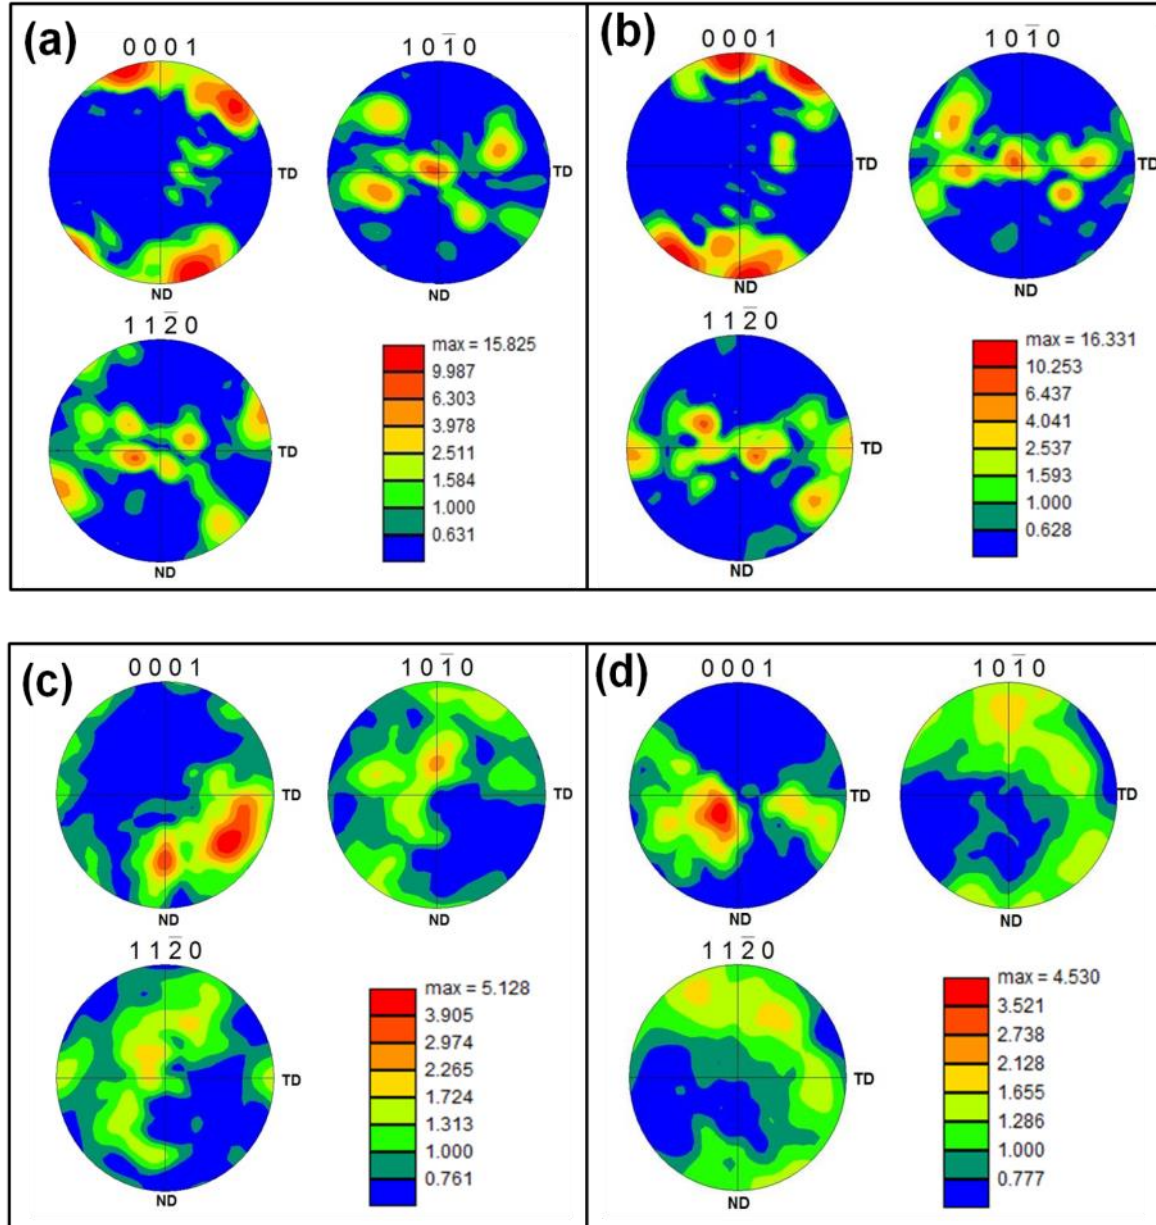 (a)
0 0 0 1
1 0 1̅ 0
TD
TD
ND
ND
1 1 2̅ 0
TD
ND
max = 15.825
9.987
6.303
3.978
2.511
1.584
1.000
0.631
(b)
0 0 0 1
1 0 1̅ 0
TD
TD
ND
ND
1 1 2̅ 0
TD
ND
max = 16.331
10.253
6.437
4.041
2.537
1.593
1.000
0.628
(c)
0 0 0 1
1 0 1̅ 0
TD
TD
ND
ND
1 1 2̅ 0
TD
ND
max = 5.128
3.905
2.974
2.265
1.724
1.313
1.000
0.761
(d)
0 0 0 1
1 0 1̅ 0
TD
TD
ND
ND
1 1 2̅ 0
TD
ND
max = 4.530
3.521
2.738
2.128
1.655
1.286
1.000
0.777